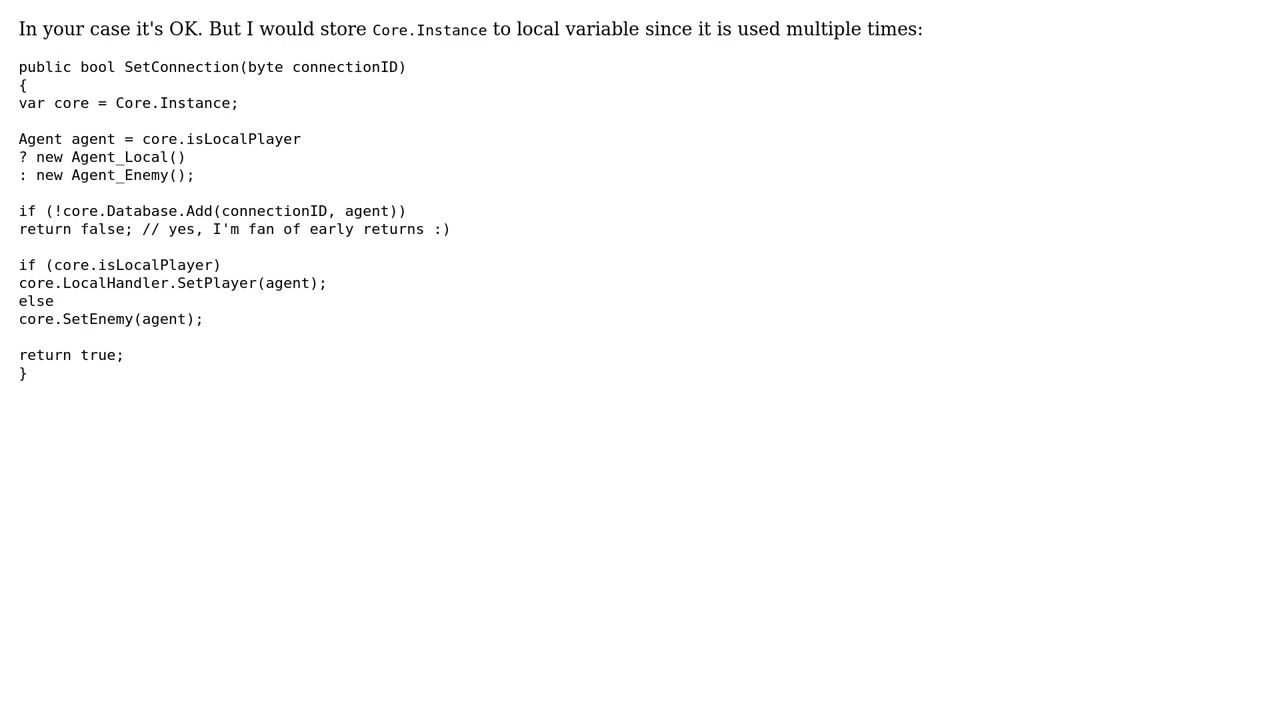 In your case it's OK. But I would store Core.Instance to local variable since it is used multiple times:
public bool SetConnection(byte connectionID)
{
var core = Core.Instance;
Agent agent = core.isLocalPlayer
? new Agent_Local()
: new Agent_Enemy();
if (!core.Database.Add(connectionID, agent))
return false; // yes, I'm fan of early returns :)
if (core.isLocalPlayer)
core.LocalHandler.SetPlayer(agent);
else
core.SetEnemy(agent);
return true;
}